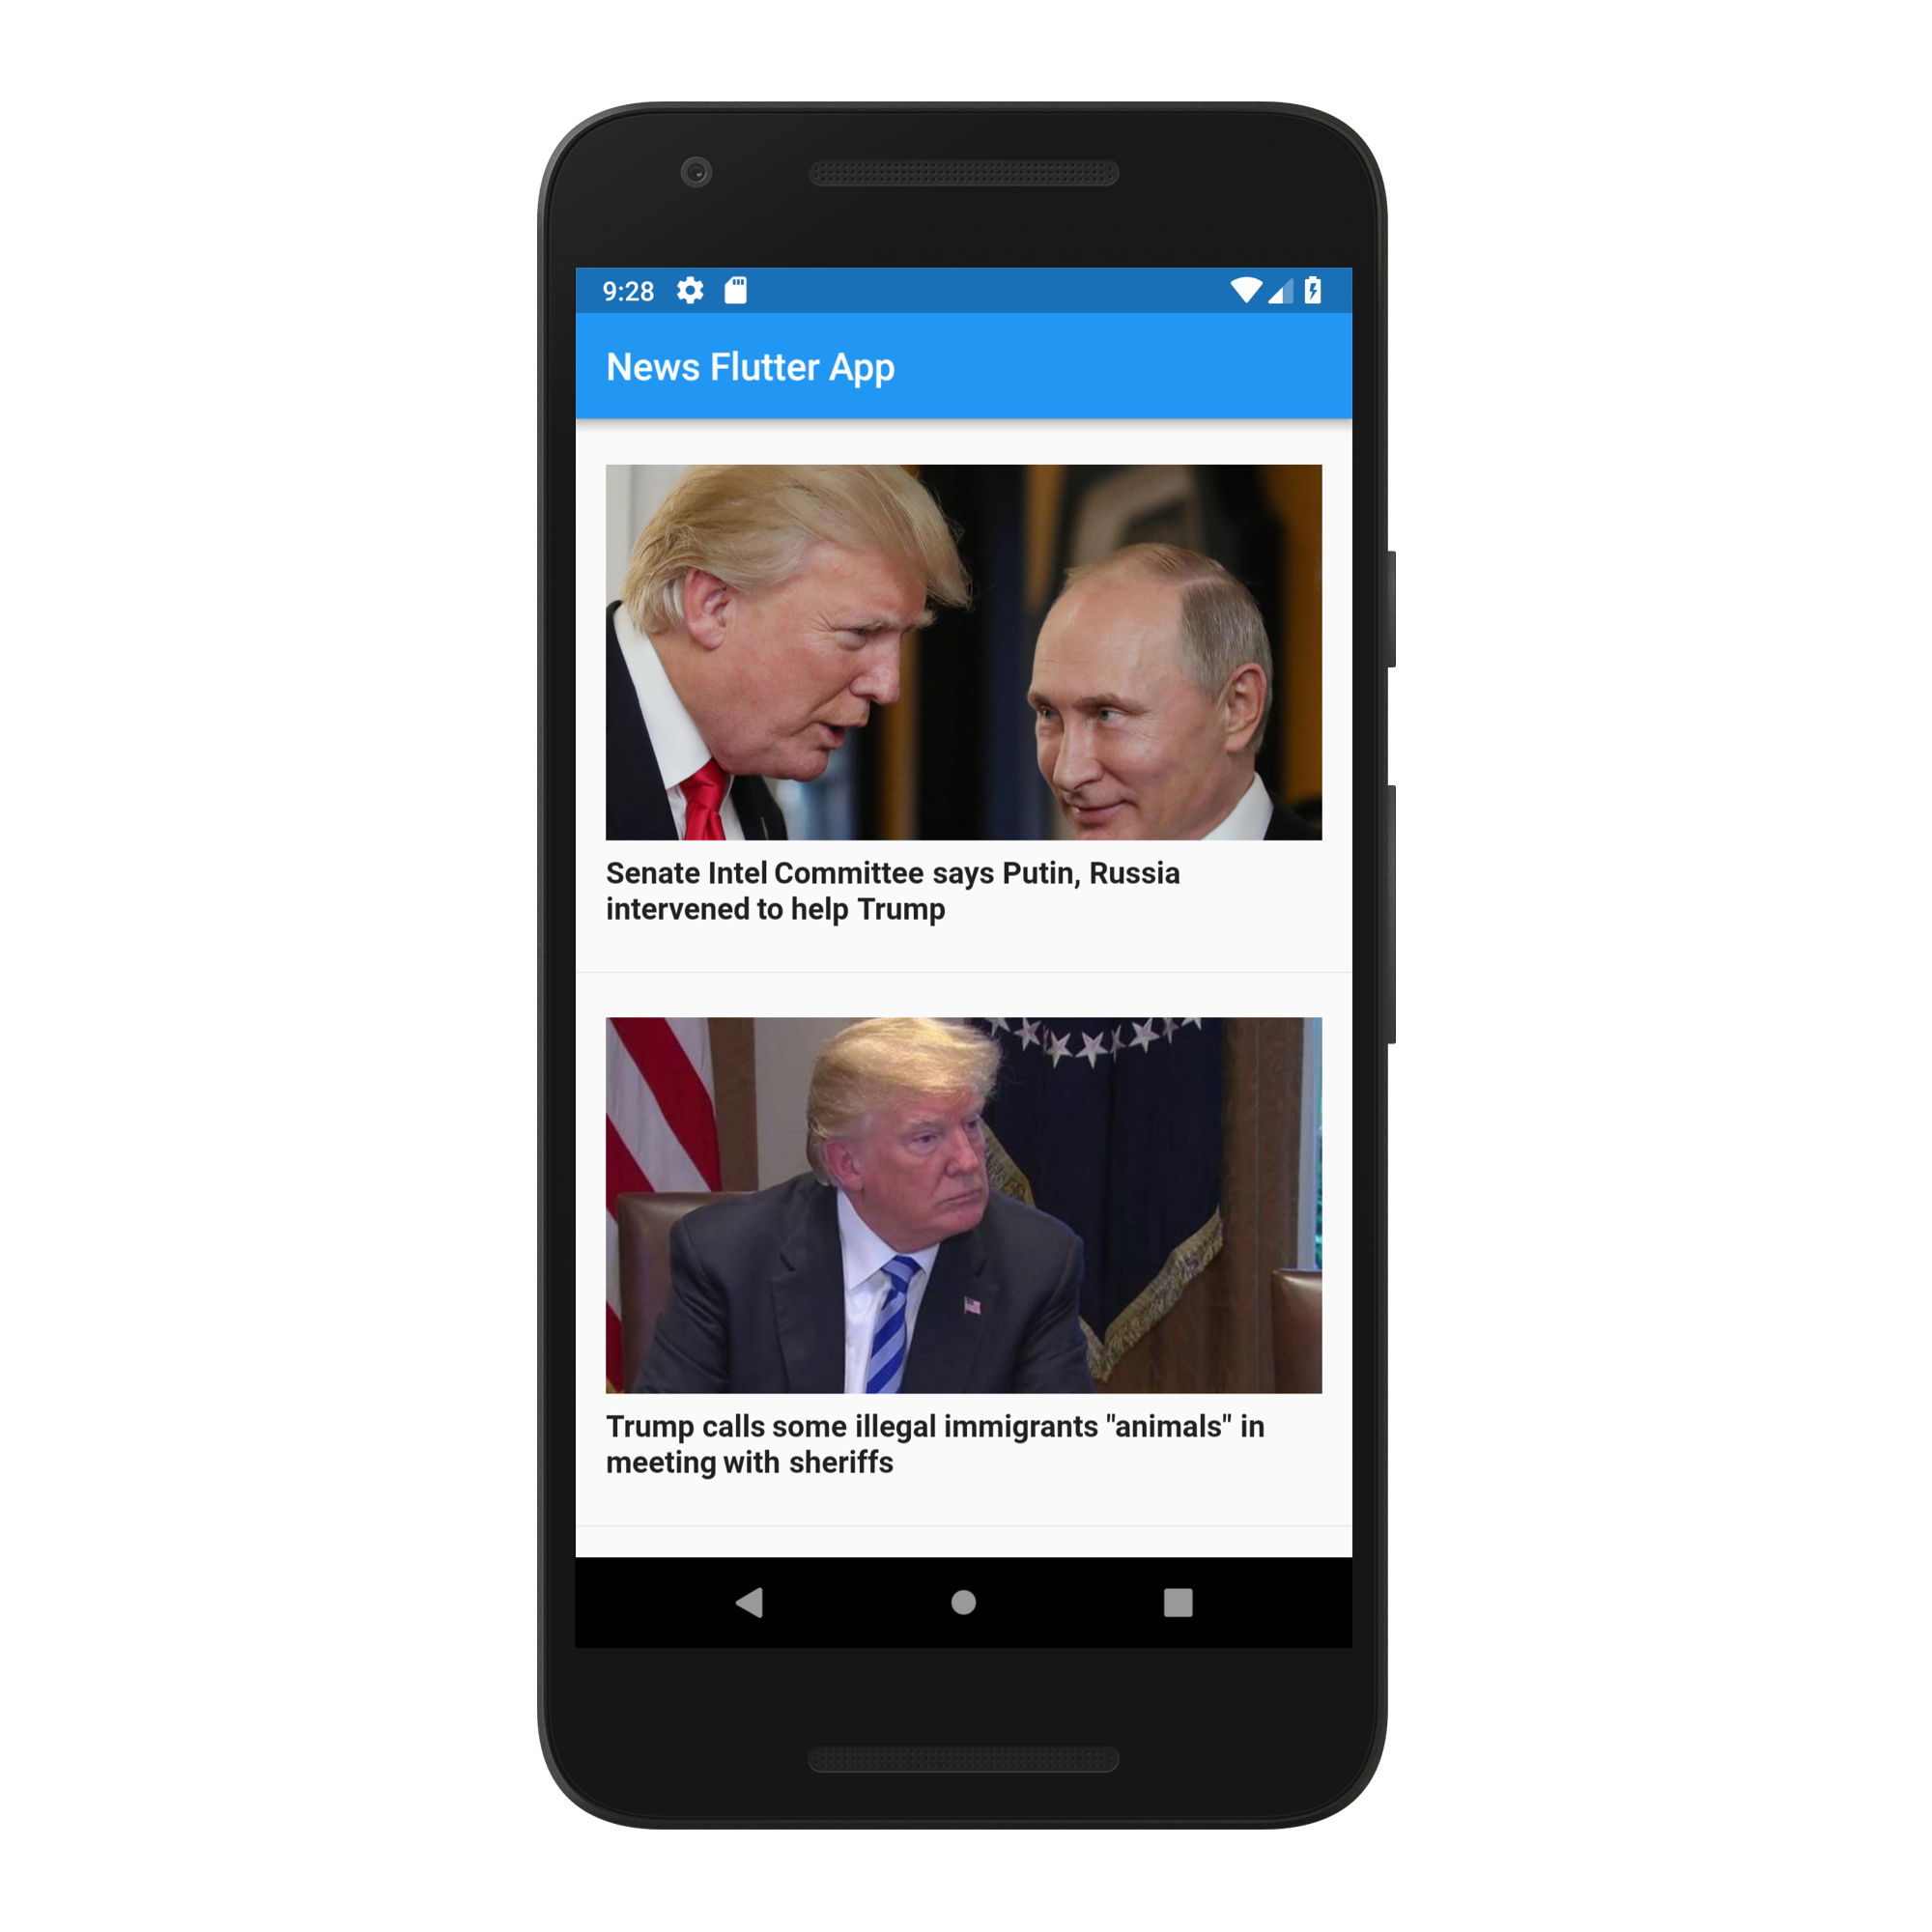 9:28
News Flutter App
Senate Intel Committee says Putin, Russia
intervened to help Trump
Trump calls some illegal immigrants "animals" in
meeting with sheriffs